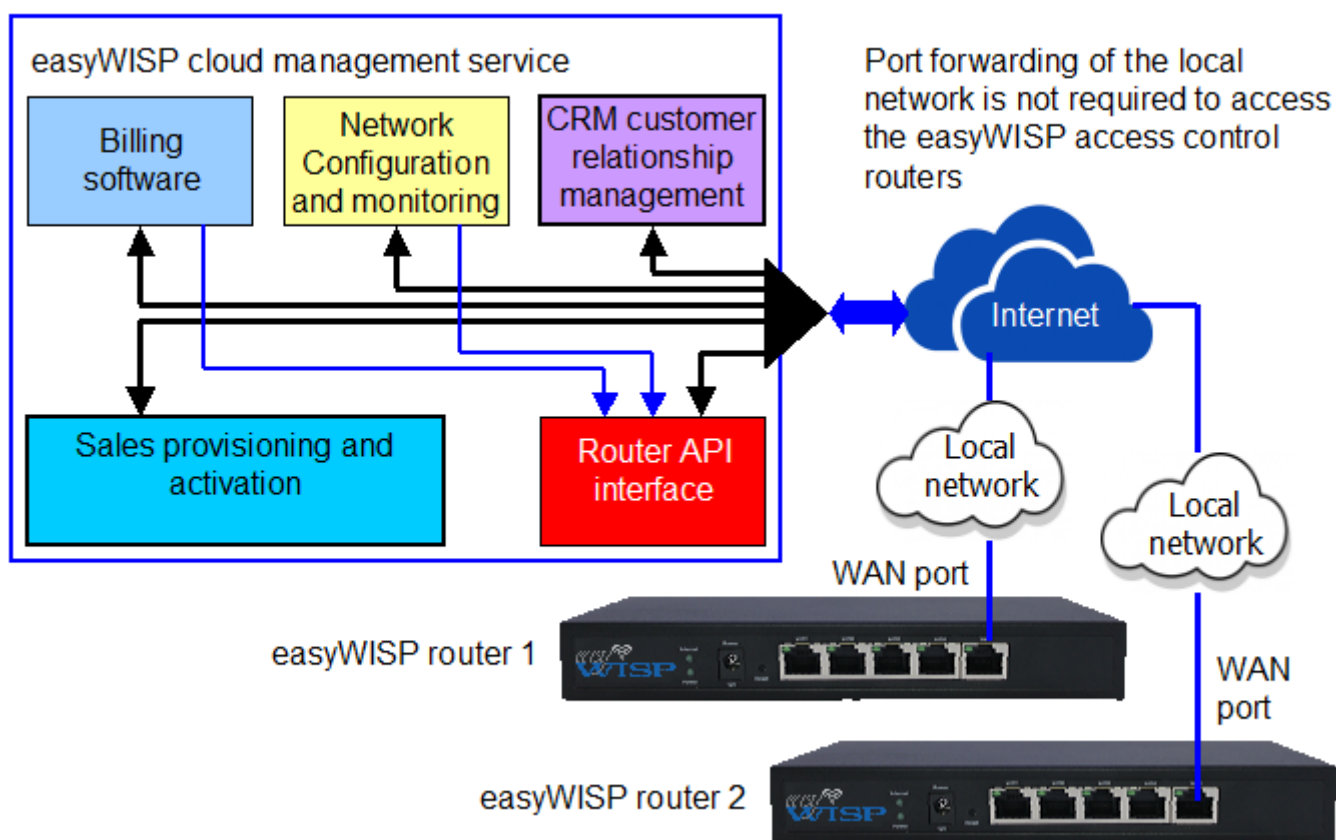 easyWISP cloud management service
Billing
software
Network
Configuration
and monitoring
CRM customer
relationship
management
Sales provisioning and
activation
Router API
interface
Port forwarding of the local
network is not required to access
the easyWISP access control
routers
Internet
Local
network
Local
network
WAN port
easyWISP router 1
WISP
WAN
port
easyWISP router 2
WISP